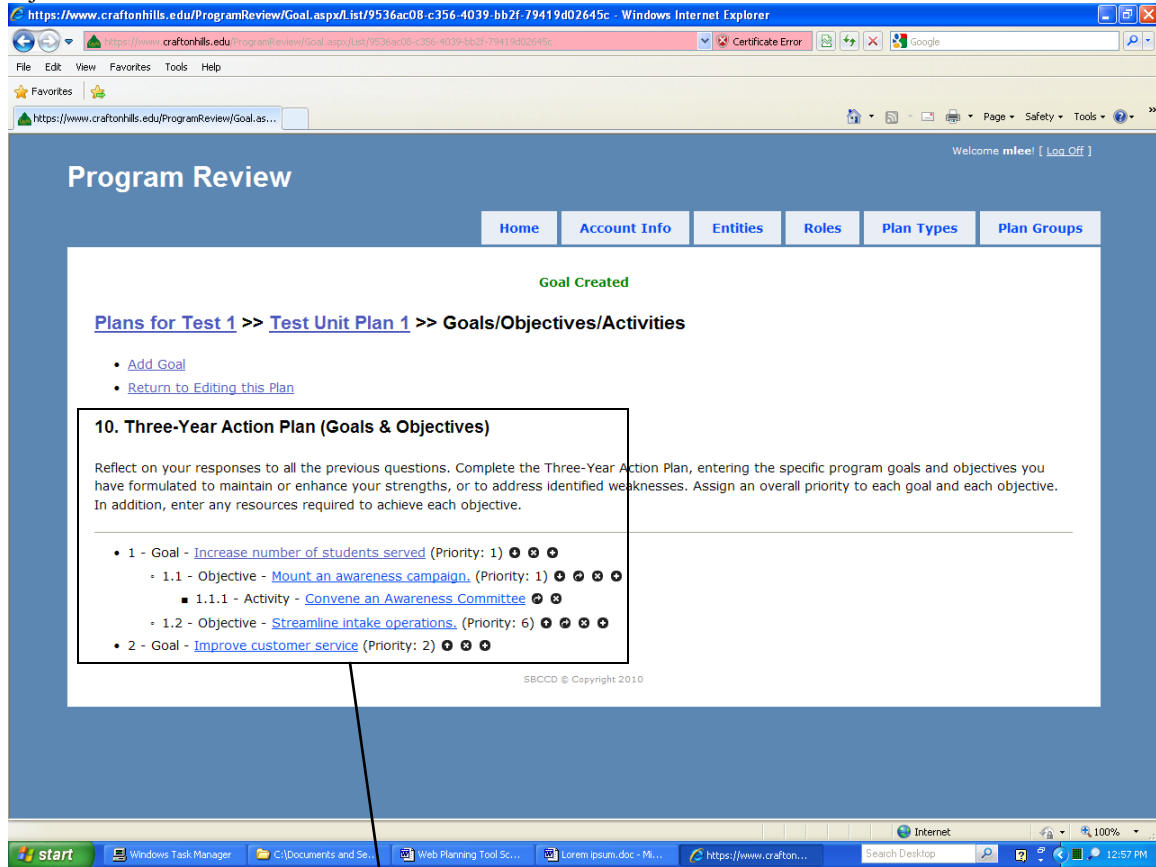 https://www.craftonhills.edu/ProgramReview/Goal.aspx/List/9536ac08-c356-4039-bb2f-79419d02645c - Windows Internet Explorer
https://www.craftonhills.edu/ProgramReview/Goal.aspx/List/9536ac08-c356-4039-bb2f-79419d02645c Certificate Error Google
File Edit View Favorites Tools Help
Favorites
https://www.craftonhills.edu/ProgramReview/Goal.as... Page Safety Tools »
Welcome mlee! [ Log Off ]
Program Review
Home Account Info Entities Roles Plan Types Plan Groups
Goal Created
Plans for Test 1 >> Test Unit Plan 1 >> Goals/Objectives/Activities
• Add Goal
• Return to Editing this Plan
10. Three-Year Action Plan (Goals & Objectives)
Reflect on your responses to all the previous questions. Complete the Three-Year Action Plan, entering the specific program goals and objectives you
have formulated to maintain or enhance your strengths, or to address identified weaknesses. Assign an overall priority to each goal and each objective.
In addition, enter any resources required to achieve each objective.
• 1 - Goal - Increase number of students served (Priority: 1)
◦ 1.1 - Objective - Mount an awareness campaign. (Priority: 1)
▪ 1.1.1 - Activity - Convene an Awareness Committee
◦ 1.2 - Objective - Streamline intake operations. (Priority: 6)
• 2 - Goal - Improve customer service (Priority: 2)
SBCCD © Copyright 2010
Internet 100%
start Windows Task Manager C:\Documents and Se... Web Planning Tool Sc... Lorem ipsum.doc - Mi... https://www.crafton... Search Desktop 12:57 PM